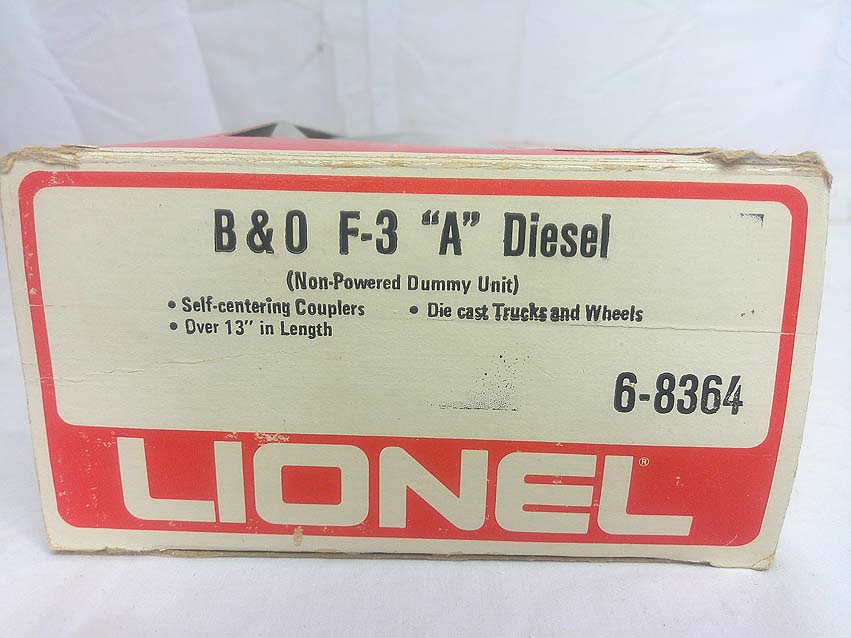 B & O F-3 “A” Diesel
(Non-Powered Dummy Unit)
• Self-centering Couplers • Die cast Trucks and Wheels
• Over 13” in Length
6-8364
LIONEL®